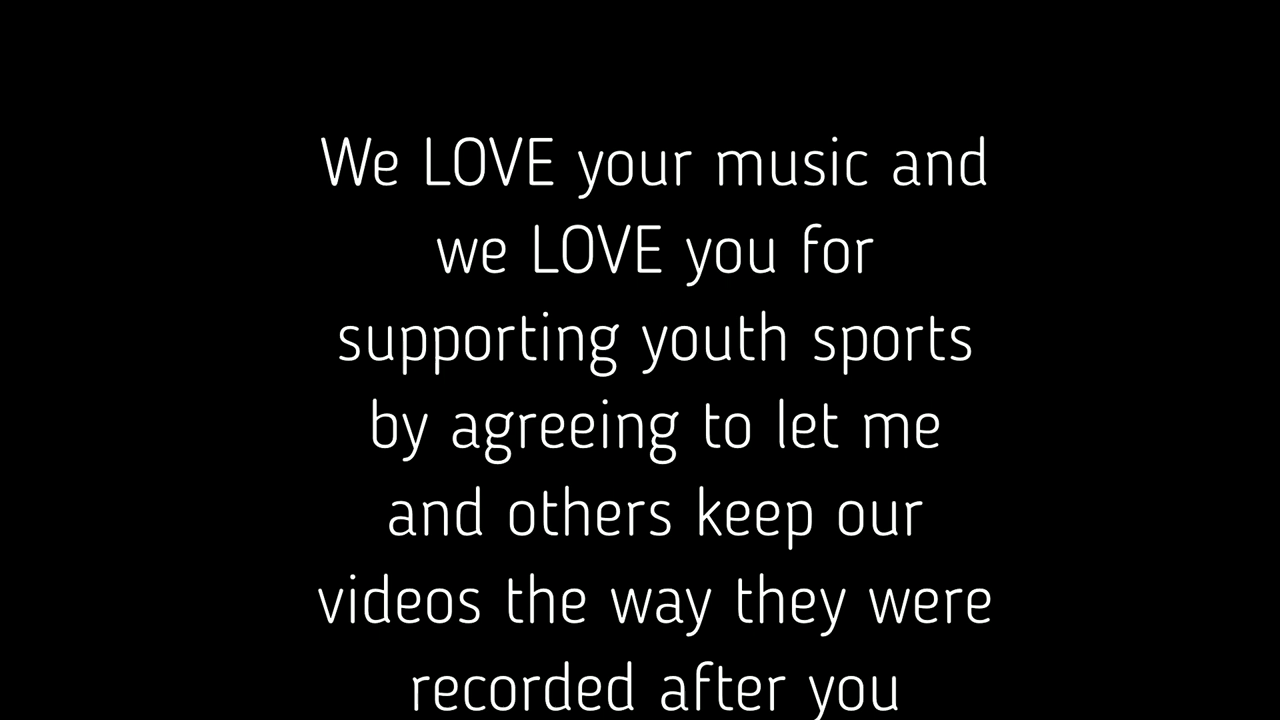 We LOVE your music and
we LOVE you for
supporting youth sports
by agreeing to let me
and others keep our
videos the way they were
recorded after you